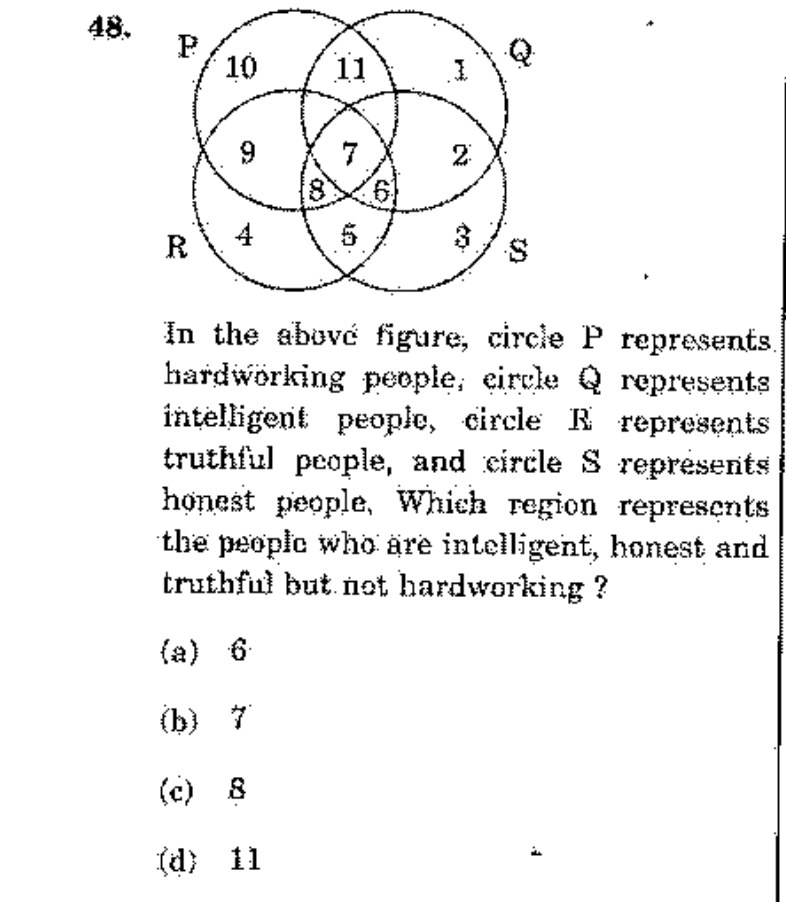 48.
P
Q
10
11
1
9
7
2
8
6
R
4
5
3
S
In the above figure, circle P represents
hardworking people, circle Q represents
intelligent people, circle R represents
truthful people, and circle S represents
honest people. Which region represents
the people who are intelligent, honest and
truthful but not hardworking ?
(a) 6
(b) 7
(c) 8
(d) 11